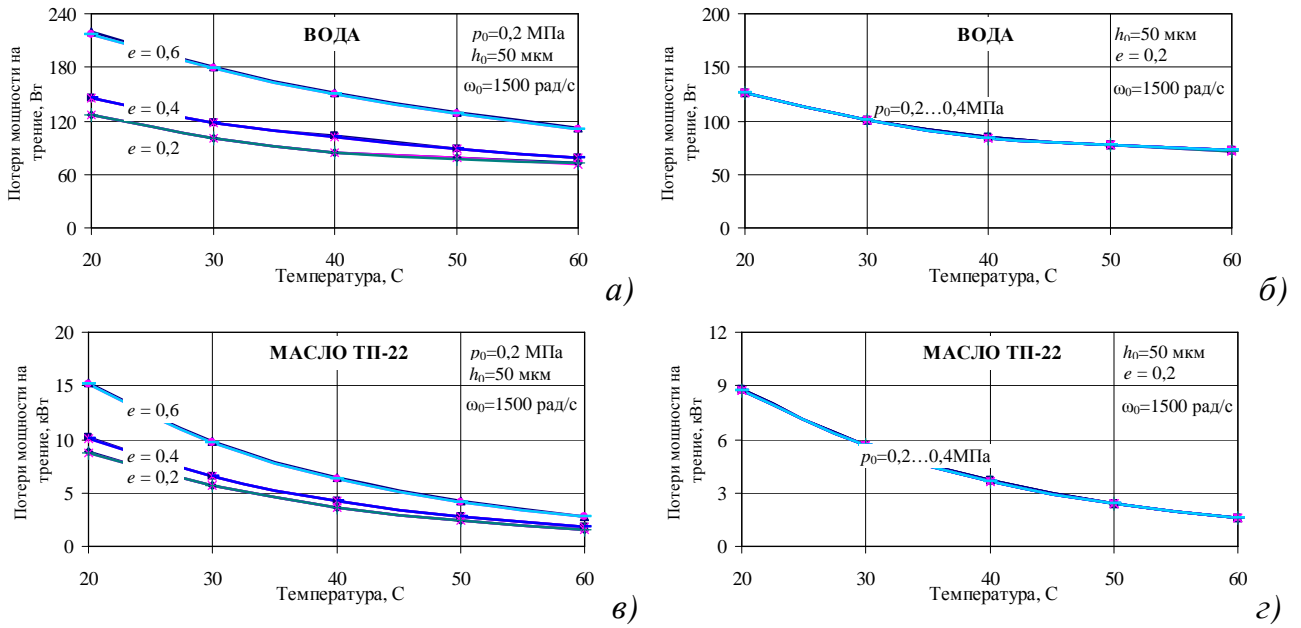 Потери мощности на
трение, Вт
240
180
120
60
0
ВОДА
p₀=0,2 МПа
h₀=50 мкм
ω₀=1500 рад/с
e = 0,6
e = 0,4
e = 0,2
20 30 40 50 60
Температура, С
а)
Потери мощности на
трение, Вт
200
150
100
50
0
ВОДА
h₀=50 мкм
e = 0,2
ω₀=1500 рад/с
p₀=0,2…0,4МПа
20 30 40 50 60
Температура, С
б)
Потери мощности на
трение, кВт
20
15
10
5
0
МАСЛО ТП-22
p₀=0,2 МПа
h₀=50 мкм
ω₀=1500 рад/с
e = 0,6
e = 0,4
e = 0,2
20 30 40 50 60
Температура, С
в)
Потери мощности на
трение, кВт
12
9
6
3
0
МАСЛО ТП-22
h₀=50 мкм
e = 0,2
ω₀=1500 рад/с
p₀=0,2…0,4МПа
20 30 40 50 60
Температура, С
г)